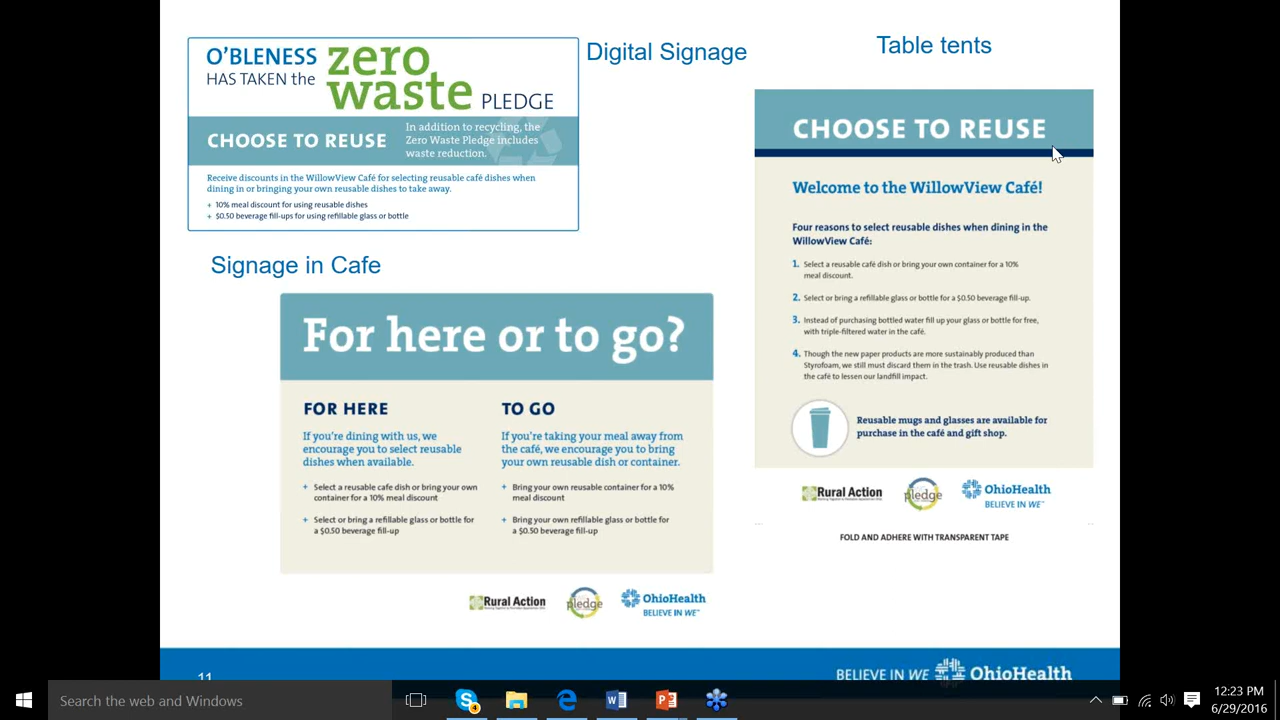 Digital Signage
Table tents
O'BLENESS
HAS TAKEN the
zero
waste
PLEDGE
CHOOSE TO REUSE
In addition to recycling, the
Zero Waste Pledge includes
waste reduction.
Receive discounts in the WillowView Café for selecting reusable café dishes when
dining in or bringing your own reusable dishes to take away.
+ 10% meal discount for using reusable dishes
+ $0.50 beverage fill-ups for using refillable glass or bottle
Signage in Cafe
For here or to go?
FOR HERE
If you're dining with us, we
encourage you to select reusable
dishes when available.
+ Select a reusable cafe dish or bring your own
container for a 10% meal discount
+ Select or bring a refillable glass or bottle for
a $0.50 beverage fill-up
TO GO
If you're taking your meal away from
the café, we encourage you to bring
your own reusable dish or container.
+ Bring your own reusable container for a 10%
meal discount
+ Bring your own refillable glass or bottle for
a $0.50 beverage fill-up
Rural Action
pledge
OhioHealth
BELIEVE IN WE
CHOOSE TO REUSE
Welcome to the WillowView Café!
Four reasons to select reusable dishes when dining in the
WillowView Café:
1. Select a reusable café dish or bring your own container for a 10%
meal discount.
2. Select or bring a refillable glass or bottle for a $0.50 beverage fill-up.
3. Instead of purchasing bottled water fill up your glass or bottle for free,
with triple-filtered water in the café.
4. Though the new paper products are more sustainably produced than
Styrofoam, we still must discard them in the trash. Use reusable dishes in
the café to lessen our landfill impact.
Reusable mugs and glasses are available for
purchase in the café and gift shop.
Rural Action
pledge
OhioHealth
BELIEVE IN WE
FOLD AND ADHERE WITH TRANSPARENT TAPE
11
BELIEVE IN WE OhioHealth
Search the web and Windows
4
12:23 PM
6/29/2016